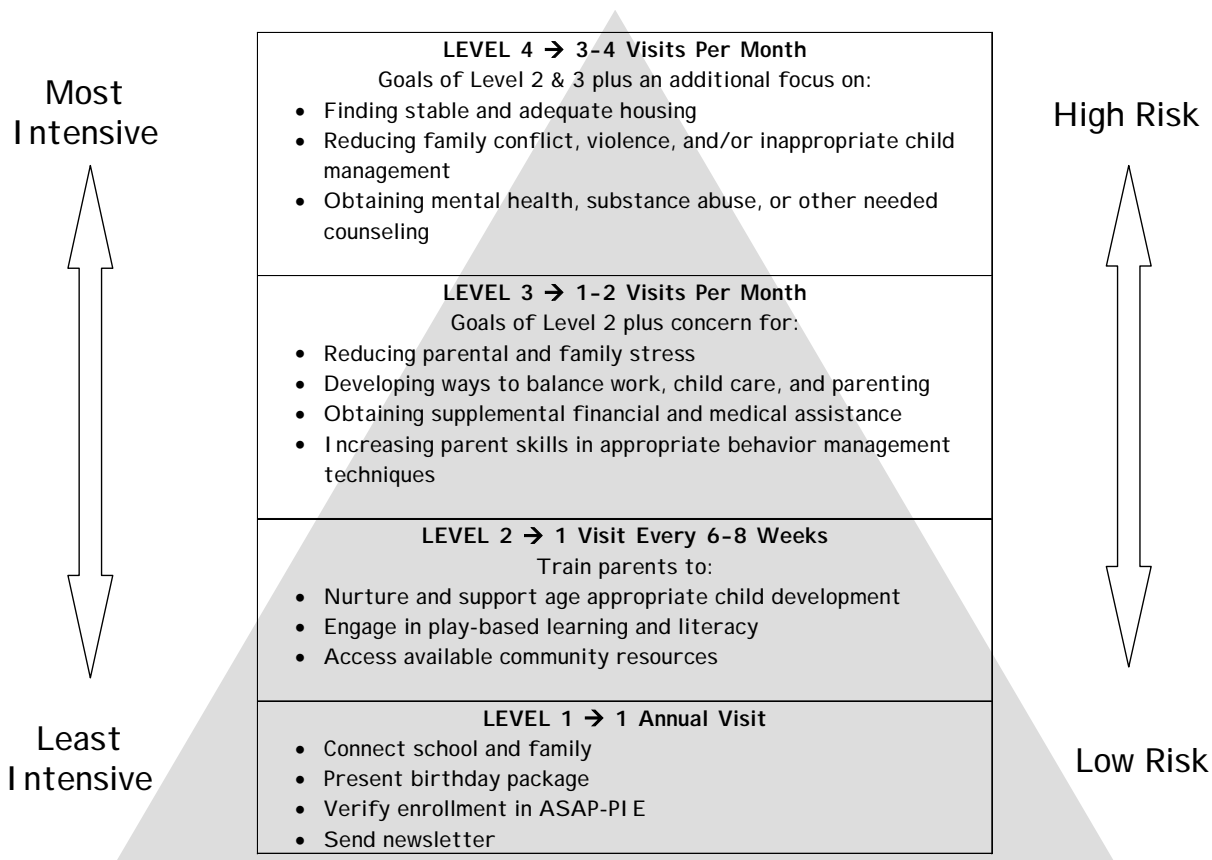 LEVEL 4 → 3-4 Visits Per Month
Goals of Level 2 & 3 plus an additional focus on:
• Finding stable and adequate housing
• Reducing family conflict, violence, and/or inappropriate child
management
• Obtaining mental health, substance abuse, or other needed
counseling
Most
Intensive
High Risk
LEVEL 3 → 1-2 Visits Per Month
Goals of Level 2 plus concern for:
• Reducing parental and family stress
• Developing ways to balance work, child care, and parenting
• Obtaining supplemental financial and medical assistance
• Increasing parent skills in appropriate behavior management
techniques
LEVEL 2 → 1 Visit Every 6-8 Weeks
Train parents to:
• Nurture and support age appropriate child development
• Engage in play-based learning and literacy
• Access available community resources
LEVEL 1 → 1 Annual Visit
• Connect school and family
• Present birthday package
• Verify enrollment in ASAP-PIE
• Send newsletter
Least
Intensive
Low Risk